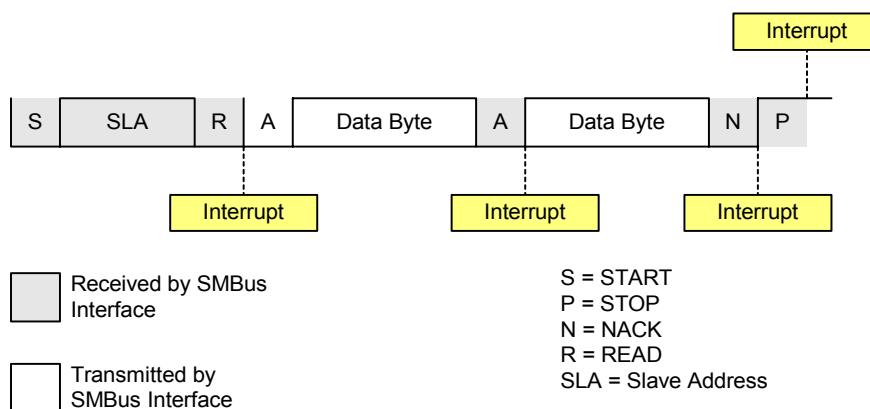 Interrupt
S SLA R A Data Byte A Data Byte N P
Interrupt Interrupt Interrupt
Received by SMBus
Interface
Transmitted by
SMBus Interface
S = START
P = STOP
N = NACK
R = READ
SLA = Slave Address